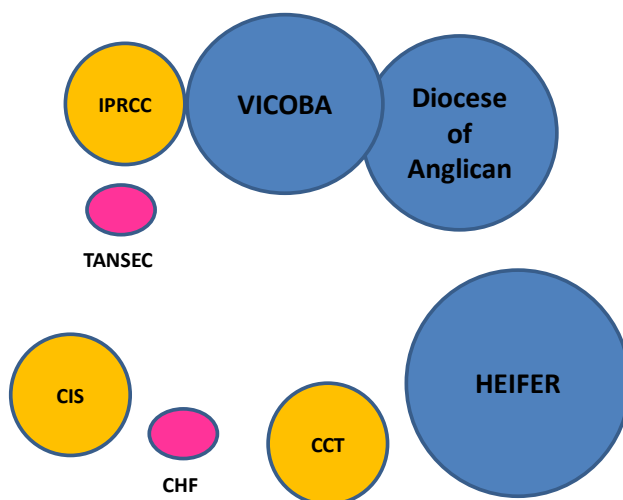 IPRCC
VICOBA
Diocese
of
Anglican
TANSEC
HEIFER
CIS
CCT
CHF